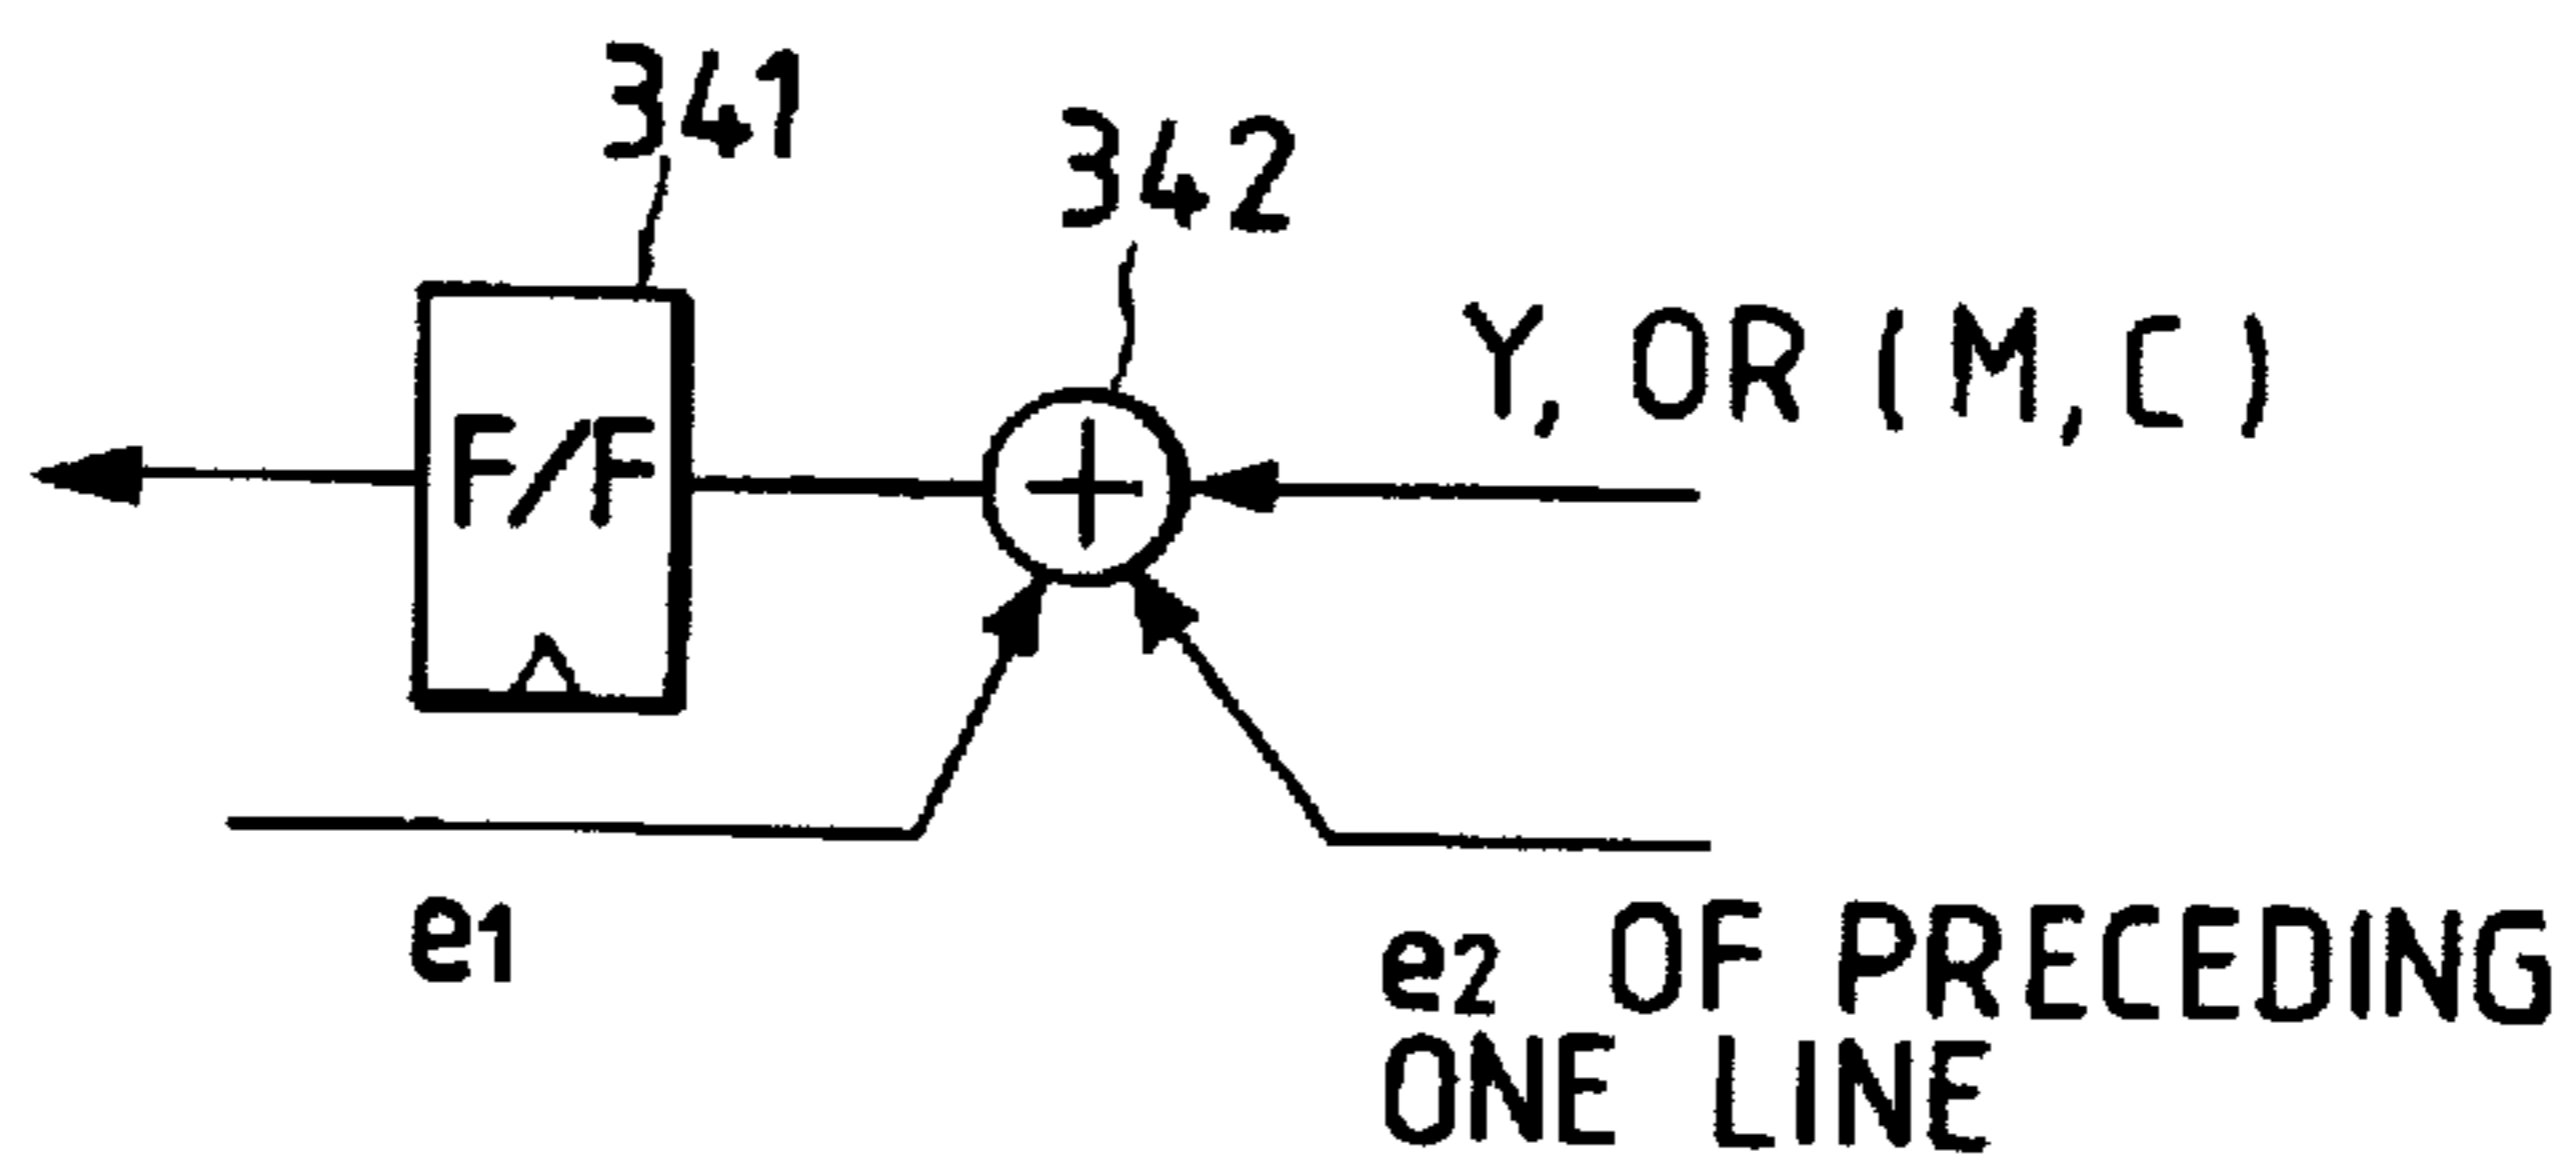 341
342
Y, OR (M, C)
F/F
e1
e2 OF PRECEDING
ONE LINE